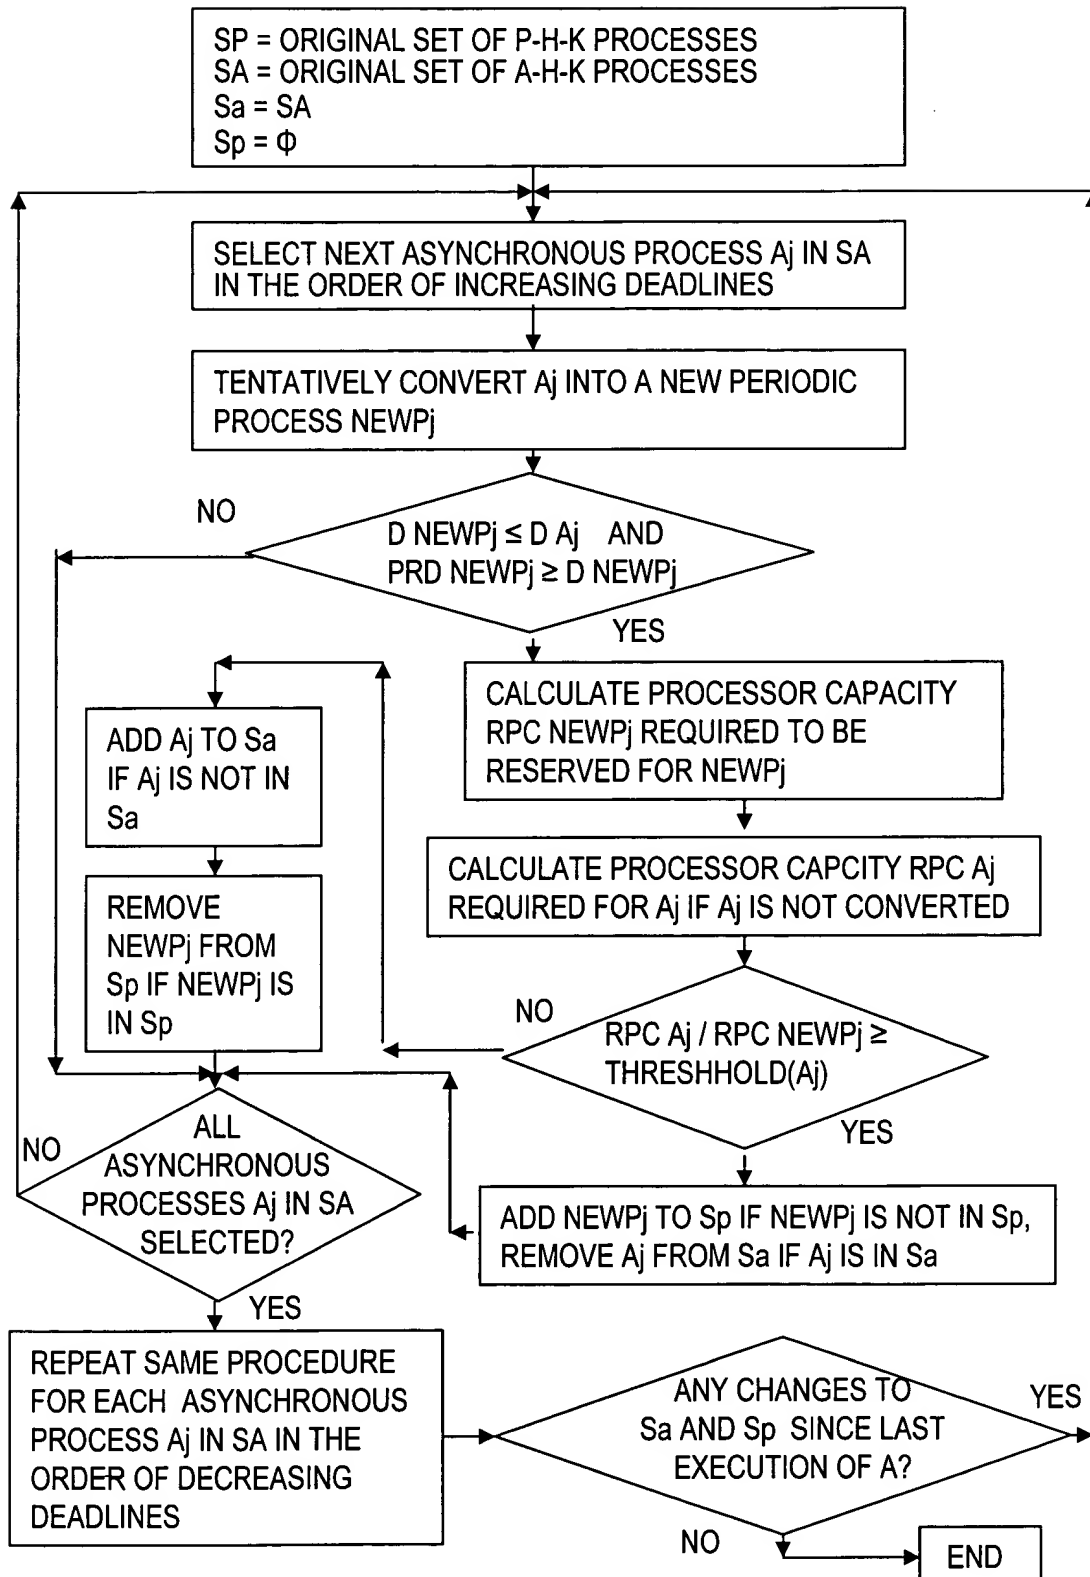 SP = ORIGINAL SET OF P-H-K PROCESSES
SA = ORIGINAL SET OF A-H-K PROCESSES
Sa = SA
Sp = Φ
SELECT NEXT ASYNCHRONOUS PROCESS Aj IN SA
IN THE ORDER OF INCREASING DEADLINES
TENTATIVELY CONVERT Aj INTO A NEW PERIODIC
PROCESS NEWPj
NO
D NEWPj ≤ D Aj AND
PRD NEWPj ≥ D NEWPj
YES
CALCULATE PROCESSOR CAPACITY
RPC NEWPj REQUIRED TO BE
RESERVED FOR NEWPj
ADD Aj TO Sa
IF Aj IS NOT IN
Sa
CALCULATE PROCESSOR CAPCITY RPC Aj
REQUIRED FOR Aj IF Aj IS NOT CONVERTED
REMOVE
NEWPj FROM
Sp IF NEWPj IS
IN Sp
NO
RPC Aj / RPC NEWPj ≥
THRESHHOLD(Aj)
YES
NO
ALL
ASYNCHRONOUS
PROCESSES Aj IN SA
SELECTED?
YES
ADD NEWPj TO Sp IF NEWPj IS NOT IN Sp,
REMOVE Aj FROM Sa IF Aj IS IN Sa
REPEAT SAME PROCEDURE
FOR EACH ASYNCHRONOUS
PROCESS Aj IN SA IN THE
ORDER OF DECREASING
DEADLINES
ANY CHANGES TO
Sa AND Sp SINCE LAST
EXECUTION OF A?
YES
NO
END